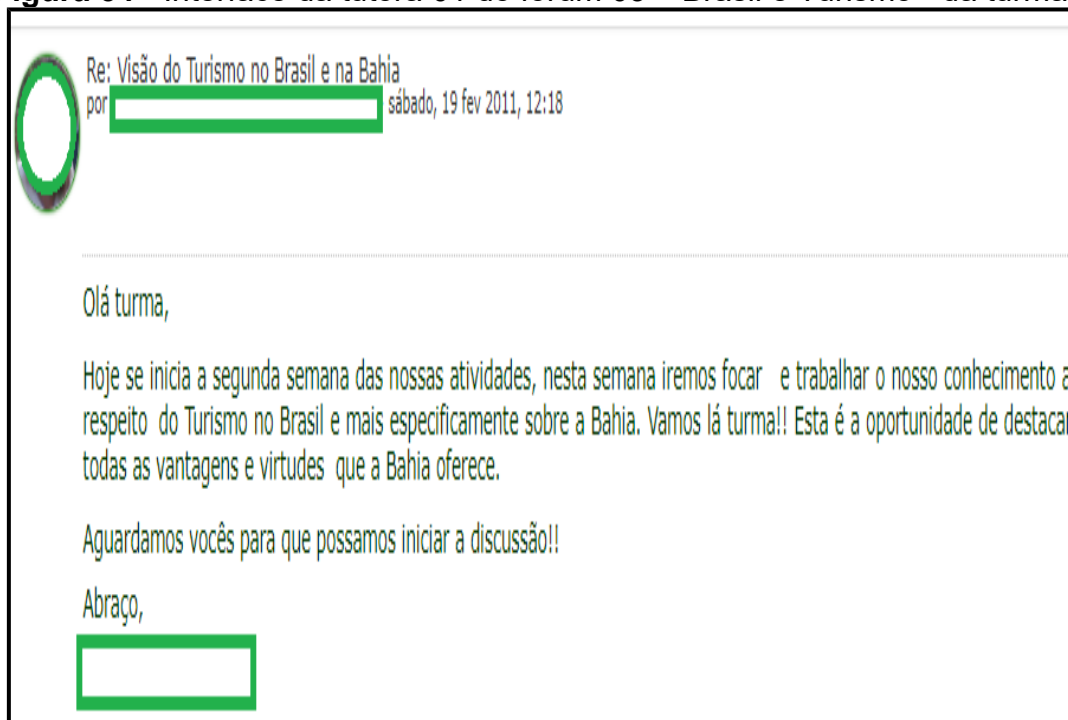 Re: Visão do Turismo no Brasil e na Bahia
por sábado, 19 fev 2011, 12:18
Olá turma,
Hoje se inicia a segunda semana das nossas atividades, nesta semana iremos focar e trabalhar o nosso conhecimento a
respeito do Turismo no Brasil e mais especificamente sobre a Bahia. Vamos lá turma!! Esta é a oportunidade de destacar
todas as vantagens e virtudes que a Bahia oferece.
Aguardamos vocês para que possamos iniciar a discussão!!
Abraço,